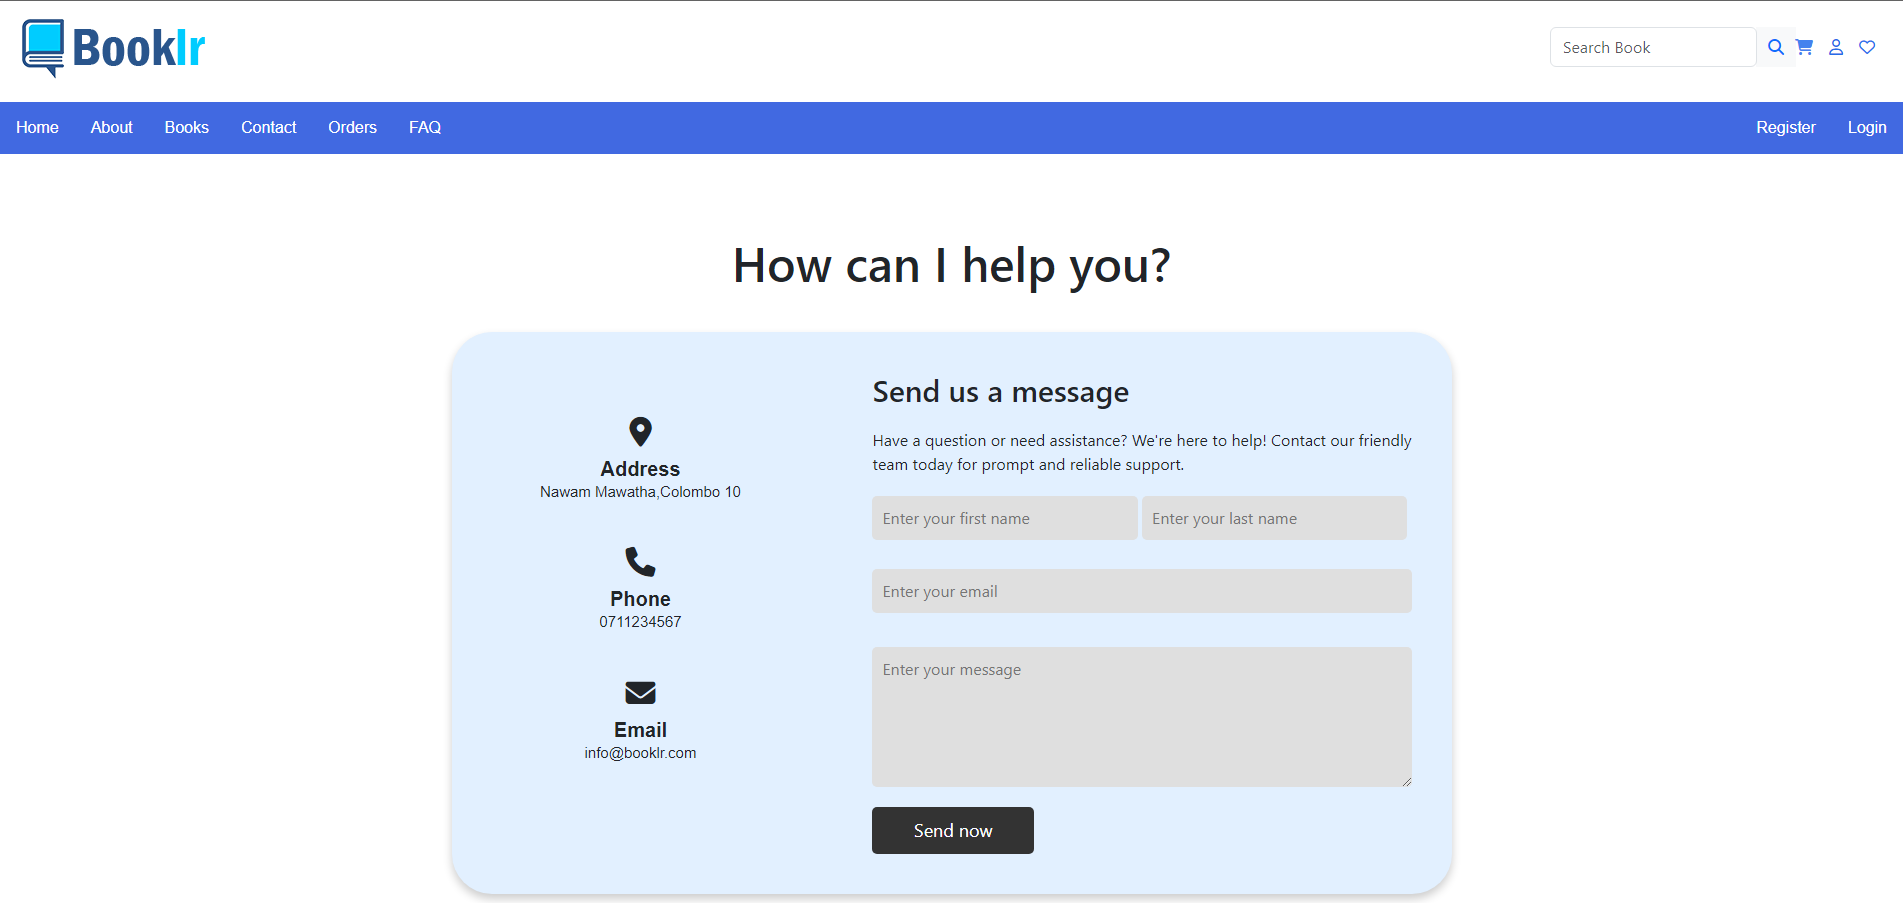 Booklr
Search Book
Home About Books Contact Orders FAQ Register Login
How can I help you?
Address
Nawam Mawatha,Colombo 10
Phone
0711234567
Email
info@booklr.com
Send us a message
Have a question or need assistance? We're here to help! Contact our friendly
team today for prompt and reliable support.
Enter your first name Enter your last name
Enter your email
Enter your message
Send now